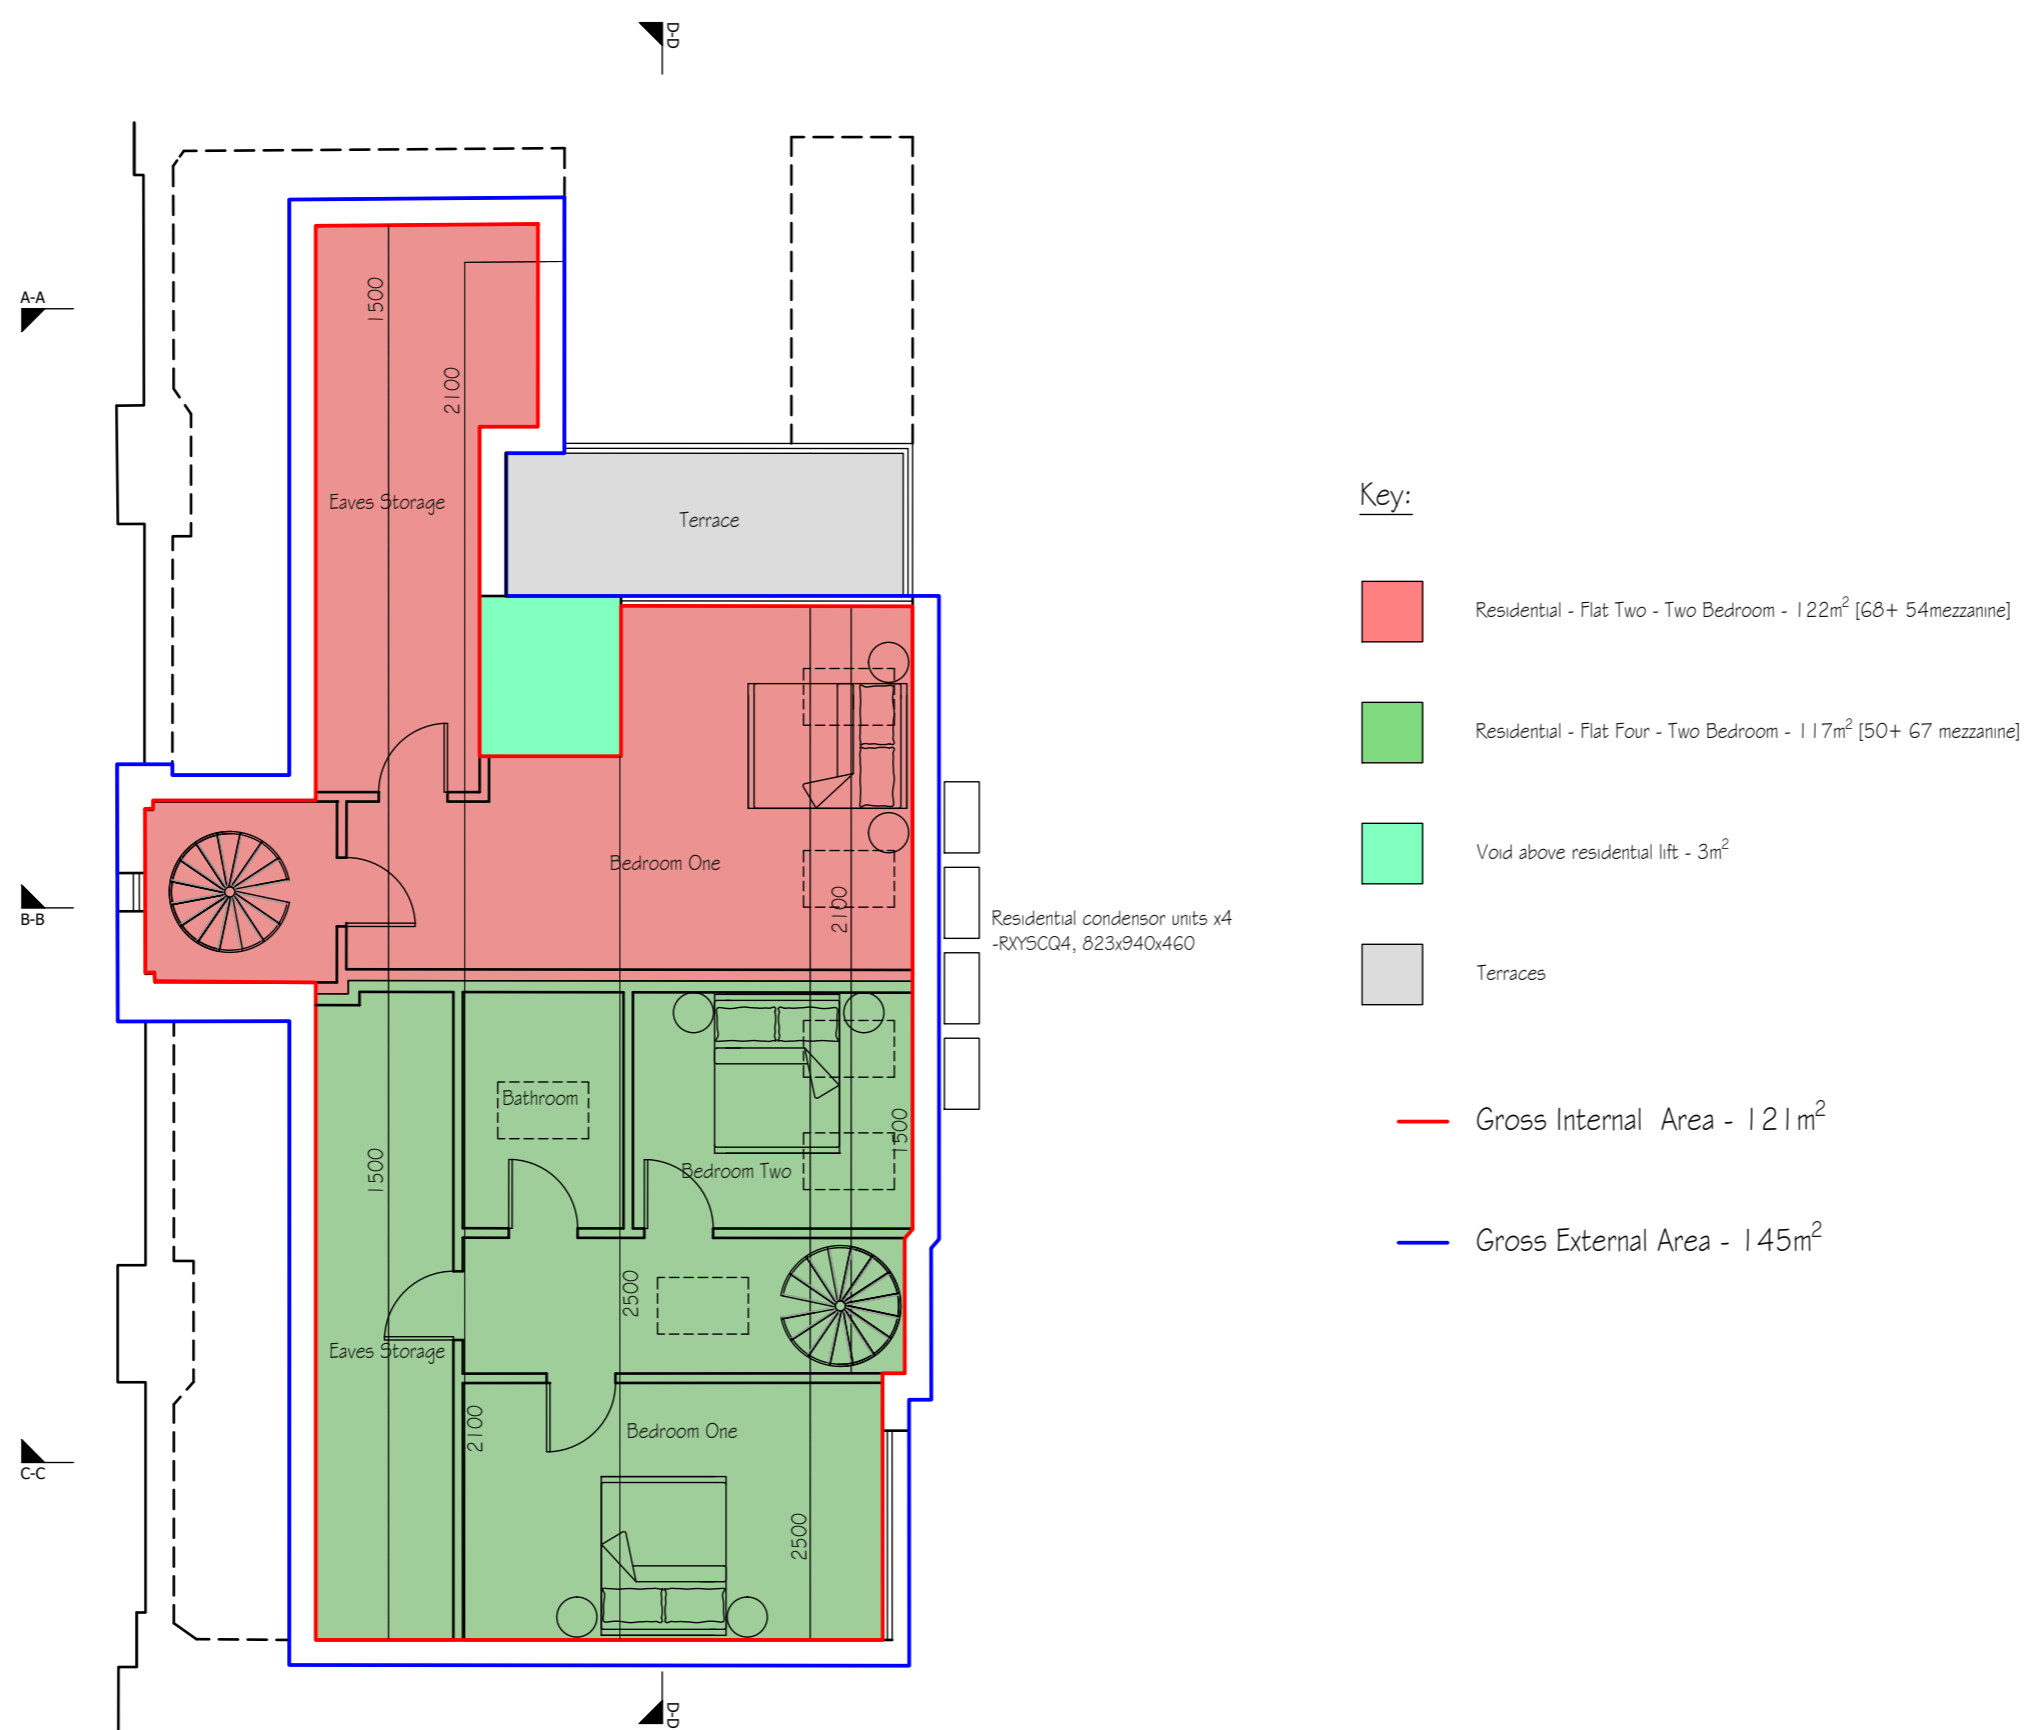 D-D
A-A
1500
2100
Eaves Storage
Terrace
Key:
Residential - Flat Two - Two Bedroom - 122m² [68+ 54mezzanine]
Residential - Flat Four - Two Bedroom - 117m² [50+ 67 mezzanine]
Void above residential lift - 3m²
Bedroom One
2100
B-B
Residential condensor units x4
-RXYSCQ4, 823x940x460
Terraces
Bathroom
1500
1500
Bedroom Two
Gross Internal Area - 121m²
Gross External Area - 145m²
2500
Eaves Storage
2100
Bedroom One
C-C
2500
D-D